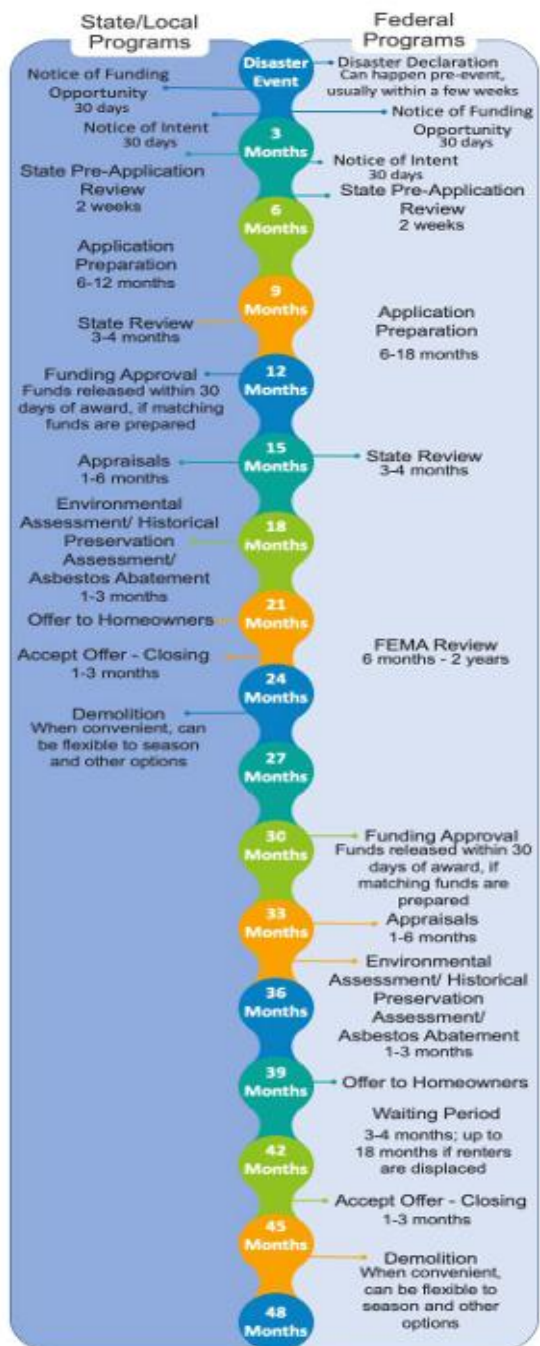 State/Local
Programs
Federal
Programs
Disaster
Event
Disaster Declaration
Can happen pre-event,
usually within a few weeks
Notice of Funding
Opportunity
30 days
Notice of Funding
Opportunity
30 days
Notice of Intent
30 days
3
Months
Notice of Intent
30 days
State Pre-Application
Review
2 weeks
State Pre-Application
Review
2 weeks
6
Months
Application
Preparation
6-12 months
9
Months
State Review
3-4 months
Application
Preparation
6-18 months
12
Months
Funding Approval
Funds released within 30
days of award, if matching
funds are prepared
15
Months
Appraisals
1-6 months
State Review
3-4 months
Environmental
Assessment/ Historical
Preservation
Assessment/
Asbestos Abatement
1-3 months
18
Months
21
Months
Offer to Homeowners
Accept Offer - Closing
1-3 months
FEMA Review
6 months - 2 years
24
Months
Demolition
When convenient, can
be flexible to season
and other options
27
Months
30
Months
Funding Approval
Funds released within 30
days of award, if
matching funds are
prepared
33
Months
Appraisals
1-6 months
Environmental
Assessment/ Historical
Preservation
Assessment/
Asbestos Abatement
1-3 months
36
Months
39
Months
Offer to Homeowners
Waiting Period
3-4 months; up to
18 months if renters
are displaced
42
Months
Accept Offer - Closing
1-3 months
45
Months
Demolition
When convenient,
can be flexible to
season and other
options
48
Months